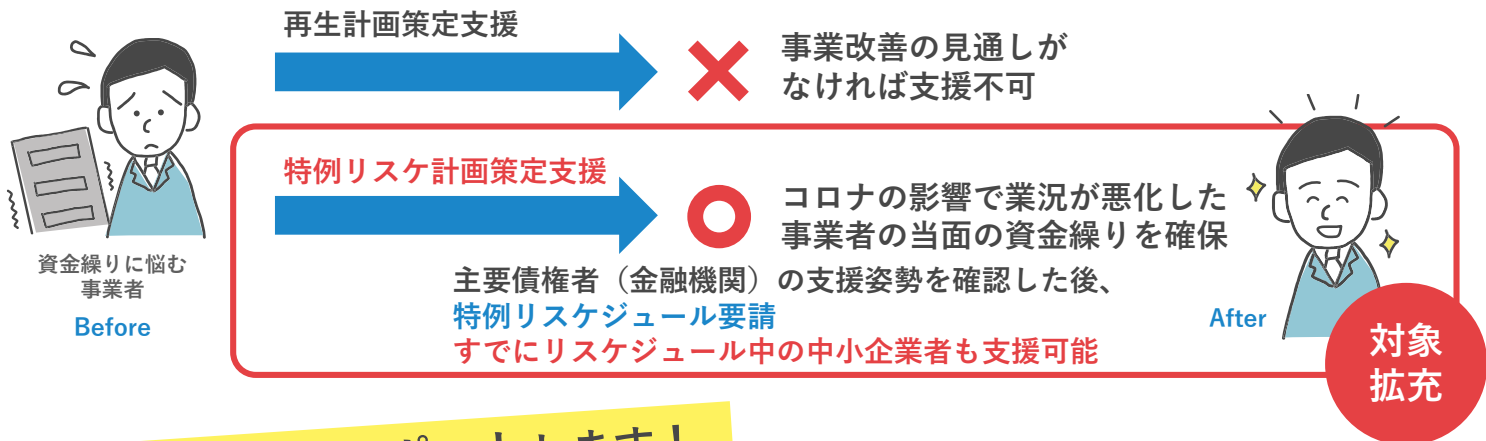 再生計画策定支援
事業改善の見通しが
なければ支援不可
特例リスケ計画策定支援
コロナの影響で業況が悪化した
事業者の当面の資金繰りを確保
資金繰りに悩む
事業者
Before
主要債権者（金融機関）の支援姿勢を確認した後、
特例リスケジュール要請
すでにリスケジュール中の中小企業者も支援可能
After
対象
拡充
します！